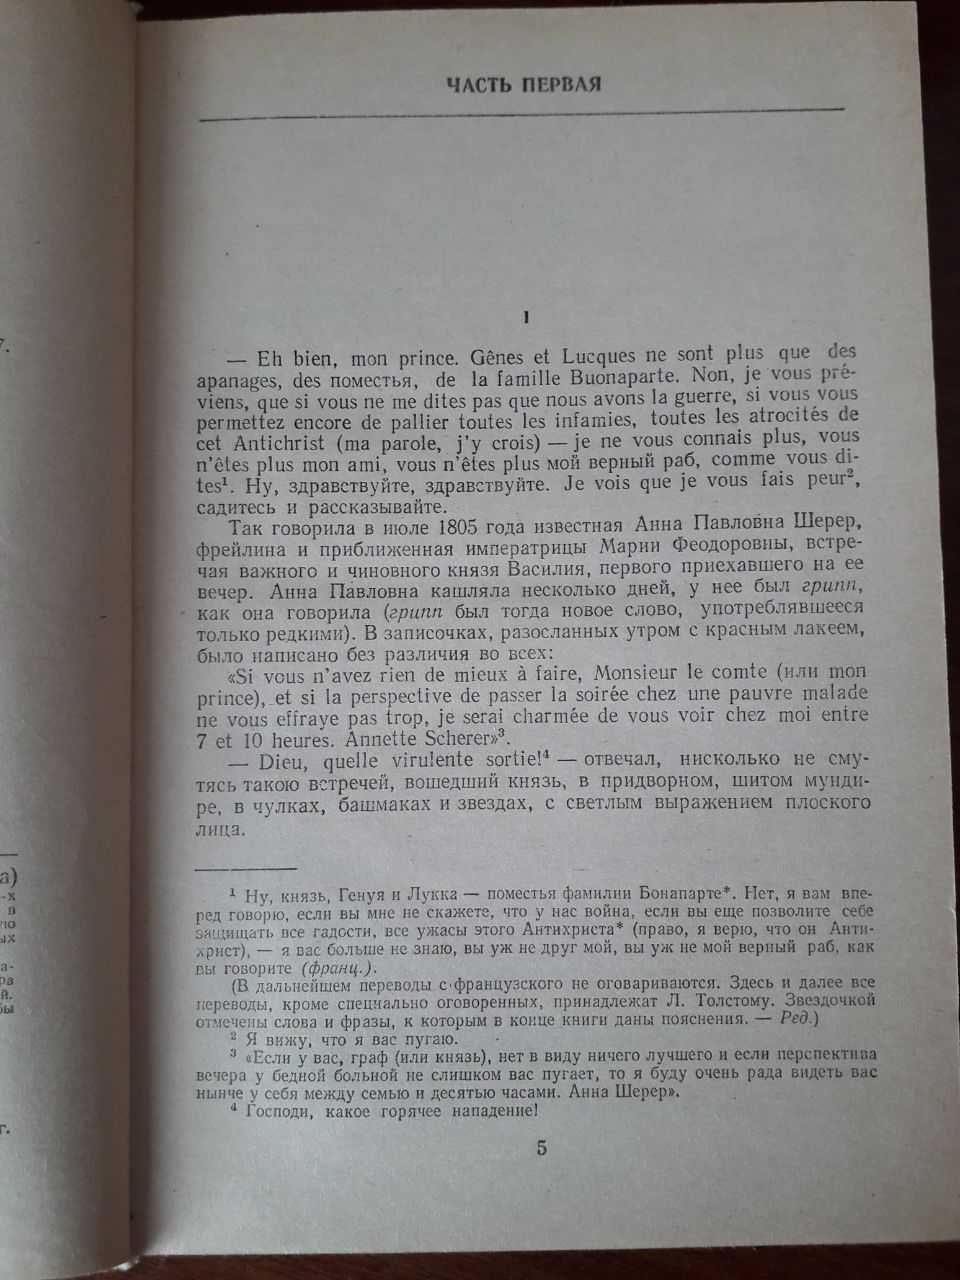 ЧАСТЬ ПЕРВАЯ
I
— Eh bien, mon prince. Gênes et Lucques ne sont plus que des
apanages, des поместья, de la famille Buonaparte. Non, je vous pré-
viens, que si vous ne me dites pas que nous avons la guerre, si vous vous
permettez encore de pallier toutes les infamies, toutes les atrocités de
cet Antichrist (ma parole, j'y crois) — je ne vous connais plus, vous
n'êtes plus mon ami, vous n'êtes plus мой верный раб, comme vous di-
tes¹. Ну, здравствуйте, здравствуйте. Je vois que je vous fais peur²,
садитесь и рассказывайте.
Так говорила в июле 1805 года известная Анна Павловна Шерер,
фрейлина и приближенная императрицы Марии Феодоровны, встре-
чая важного и чиновного князя Василия, первого приехавшего на ее
вечер. Анна Павловна кашляла несколько дней, у нее был грипп,
как она говорила (грипп был тогда новое слово, употреблявшееся
только редкими). В записочках, разосланных утром с красным лакеем,
было написано без различия во всех:
«Si vous n'avez rien de mieux à faire, Monsieur le comte (или mon
prince), et si la perspective de passer la soirée chez une pauvre malade
ne vous effraye pas trop, je serai charmée de vous voir chez moi entre
7 et 10 heures. Annette Scherer»³.
— Dieu, quelle virulente sortie!⁴ — отвечал, нисколько не сму-
тясь такою встречей, вошедший князь, в придворном, шитом мунди-
ре, в чулках, башмаках и звездах, с светлым выражением плоского
лица.
¹ Ну, князь, Генуя и Лукка — поместья фамилии Бонапарте*. Нет, я вам впе-
ред говорю, если вы мне не скажете, что у нас война, если вы еще позволите себе
защищать все гадости, все ужасы этого Антихриста* (право, я верю, что он Анти-
христ), — я вас больше не знаю, вы уж не друг мой, вы уж не мой верный раб, как
вы говорите (франц.).
(В дальнейшем переводы с французского не оговариваются. Здесь и далее все
переводы, кроме специально оговоренных, принадлежат Л. Толстому. Звездочкой
отмечены слова и фразы, к которым в конце книги даны пояснения. — Ред.)
² Я вижу, что я вас пугаю.
³ «Если у вас, граф (или князь), нет в виду ничего лучшего и если перспектива
вечера у бедной больной не слишком вас пугает, то я буду очень рада видеть вас
нынче у себя между семью и десятью часами. Анна Шерер».
⁴ Господи, какое горячее нападение!
5